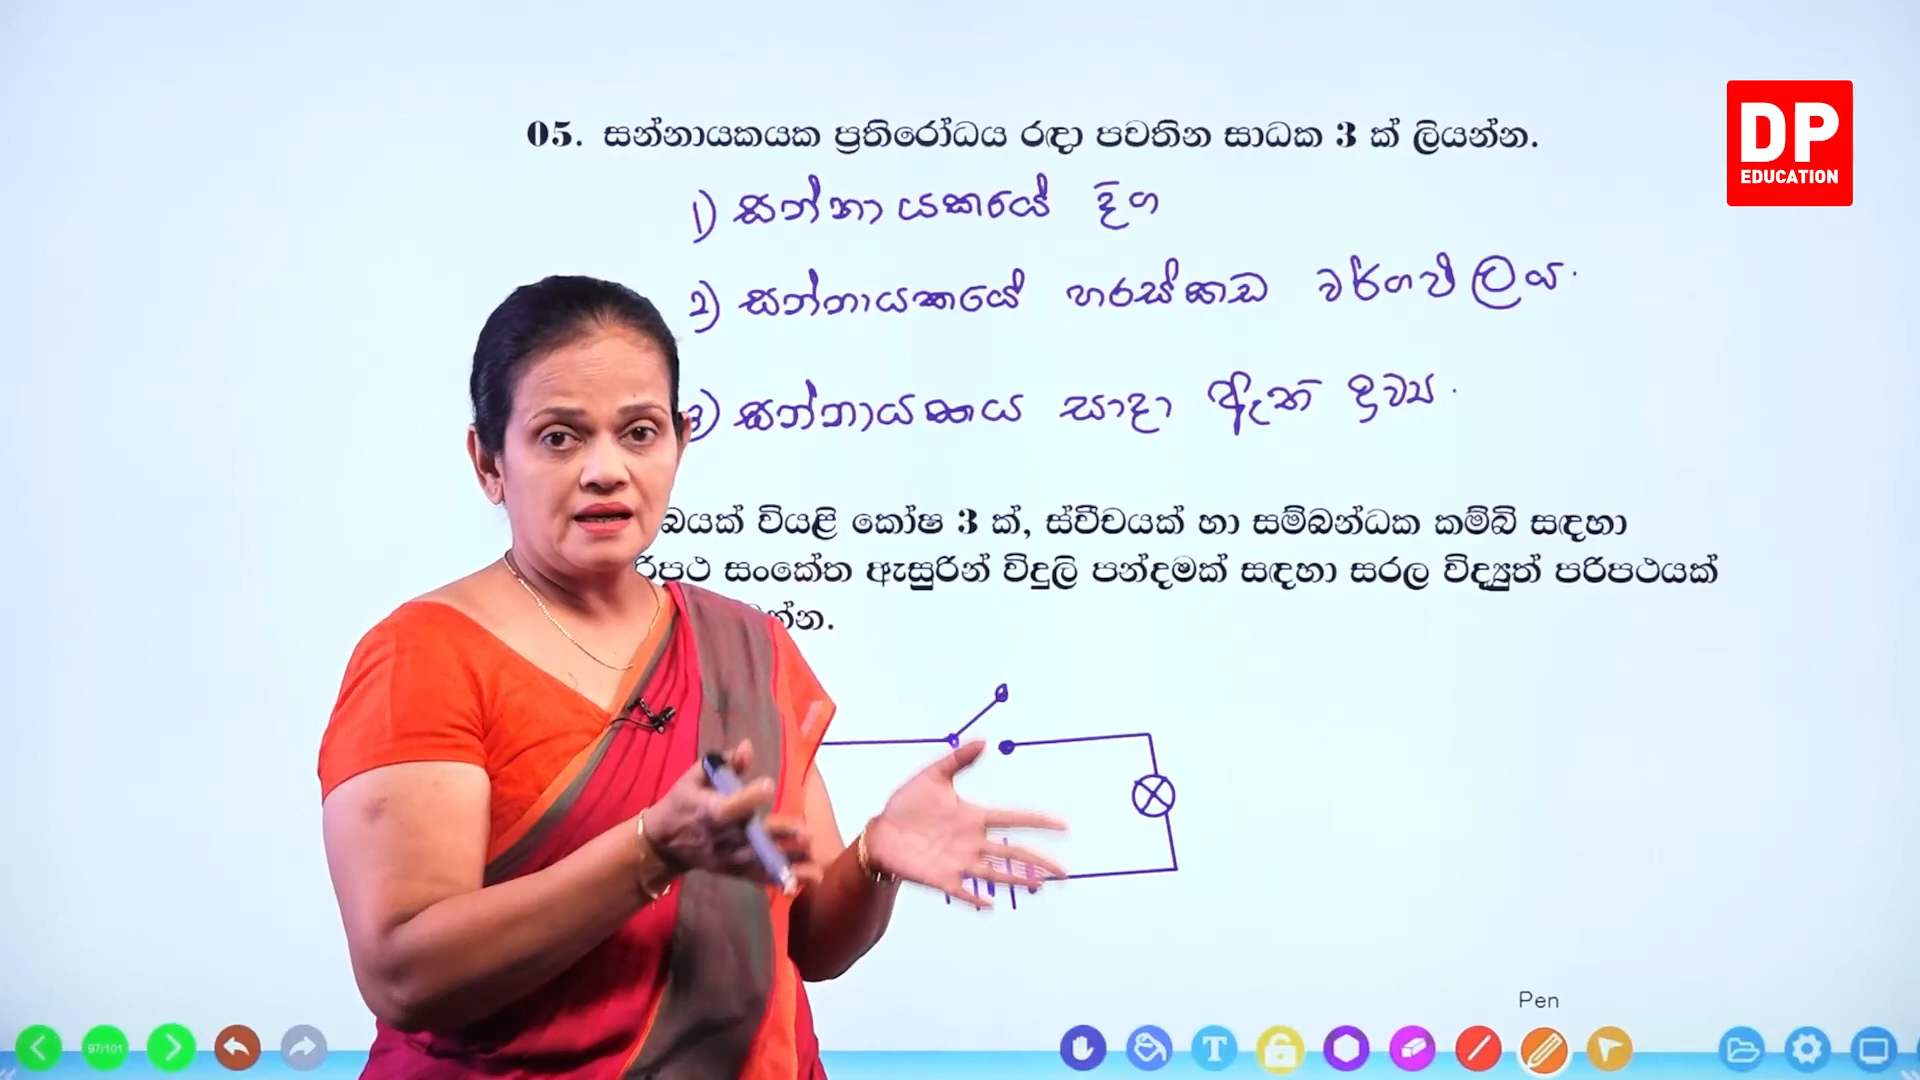 05. සන්නායකයක ප්‍රතිරෝධය රඳා පවතින සාධක 3 ක් ලියන්න.
DP
EDUCATION
1) සන්නායකයේ දිග
2) සන්නායකයේ හරස්කඩ වර්ගඵලය.
3) සන්නායකය සාදා ඇති ද්‍රව්‍ය.
වියළි කෝෂ 3 ක්, ස්විචයක් හා සම්බන්ධක කම්බි සඳහා
සංකේත ඇසුරින් විදුලි පන්දමක් සඳහා සරල විද්‍යුත් පරිපථයක්
Pen
97/101
T